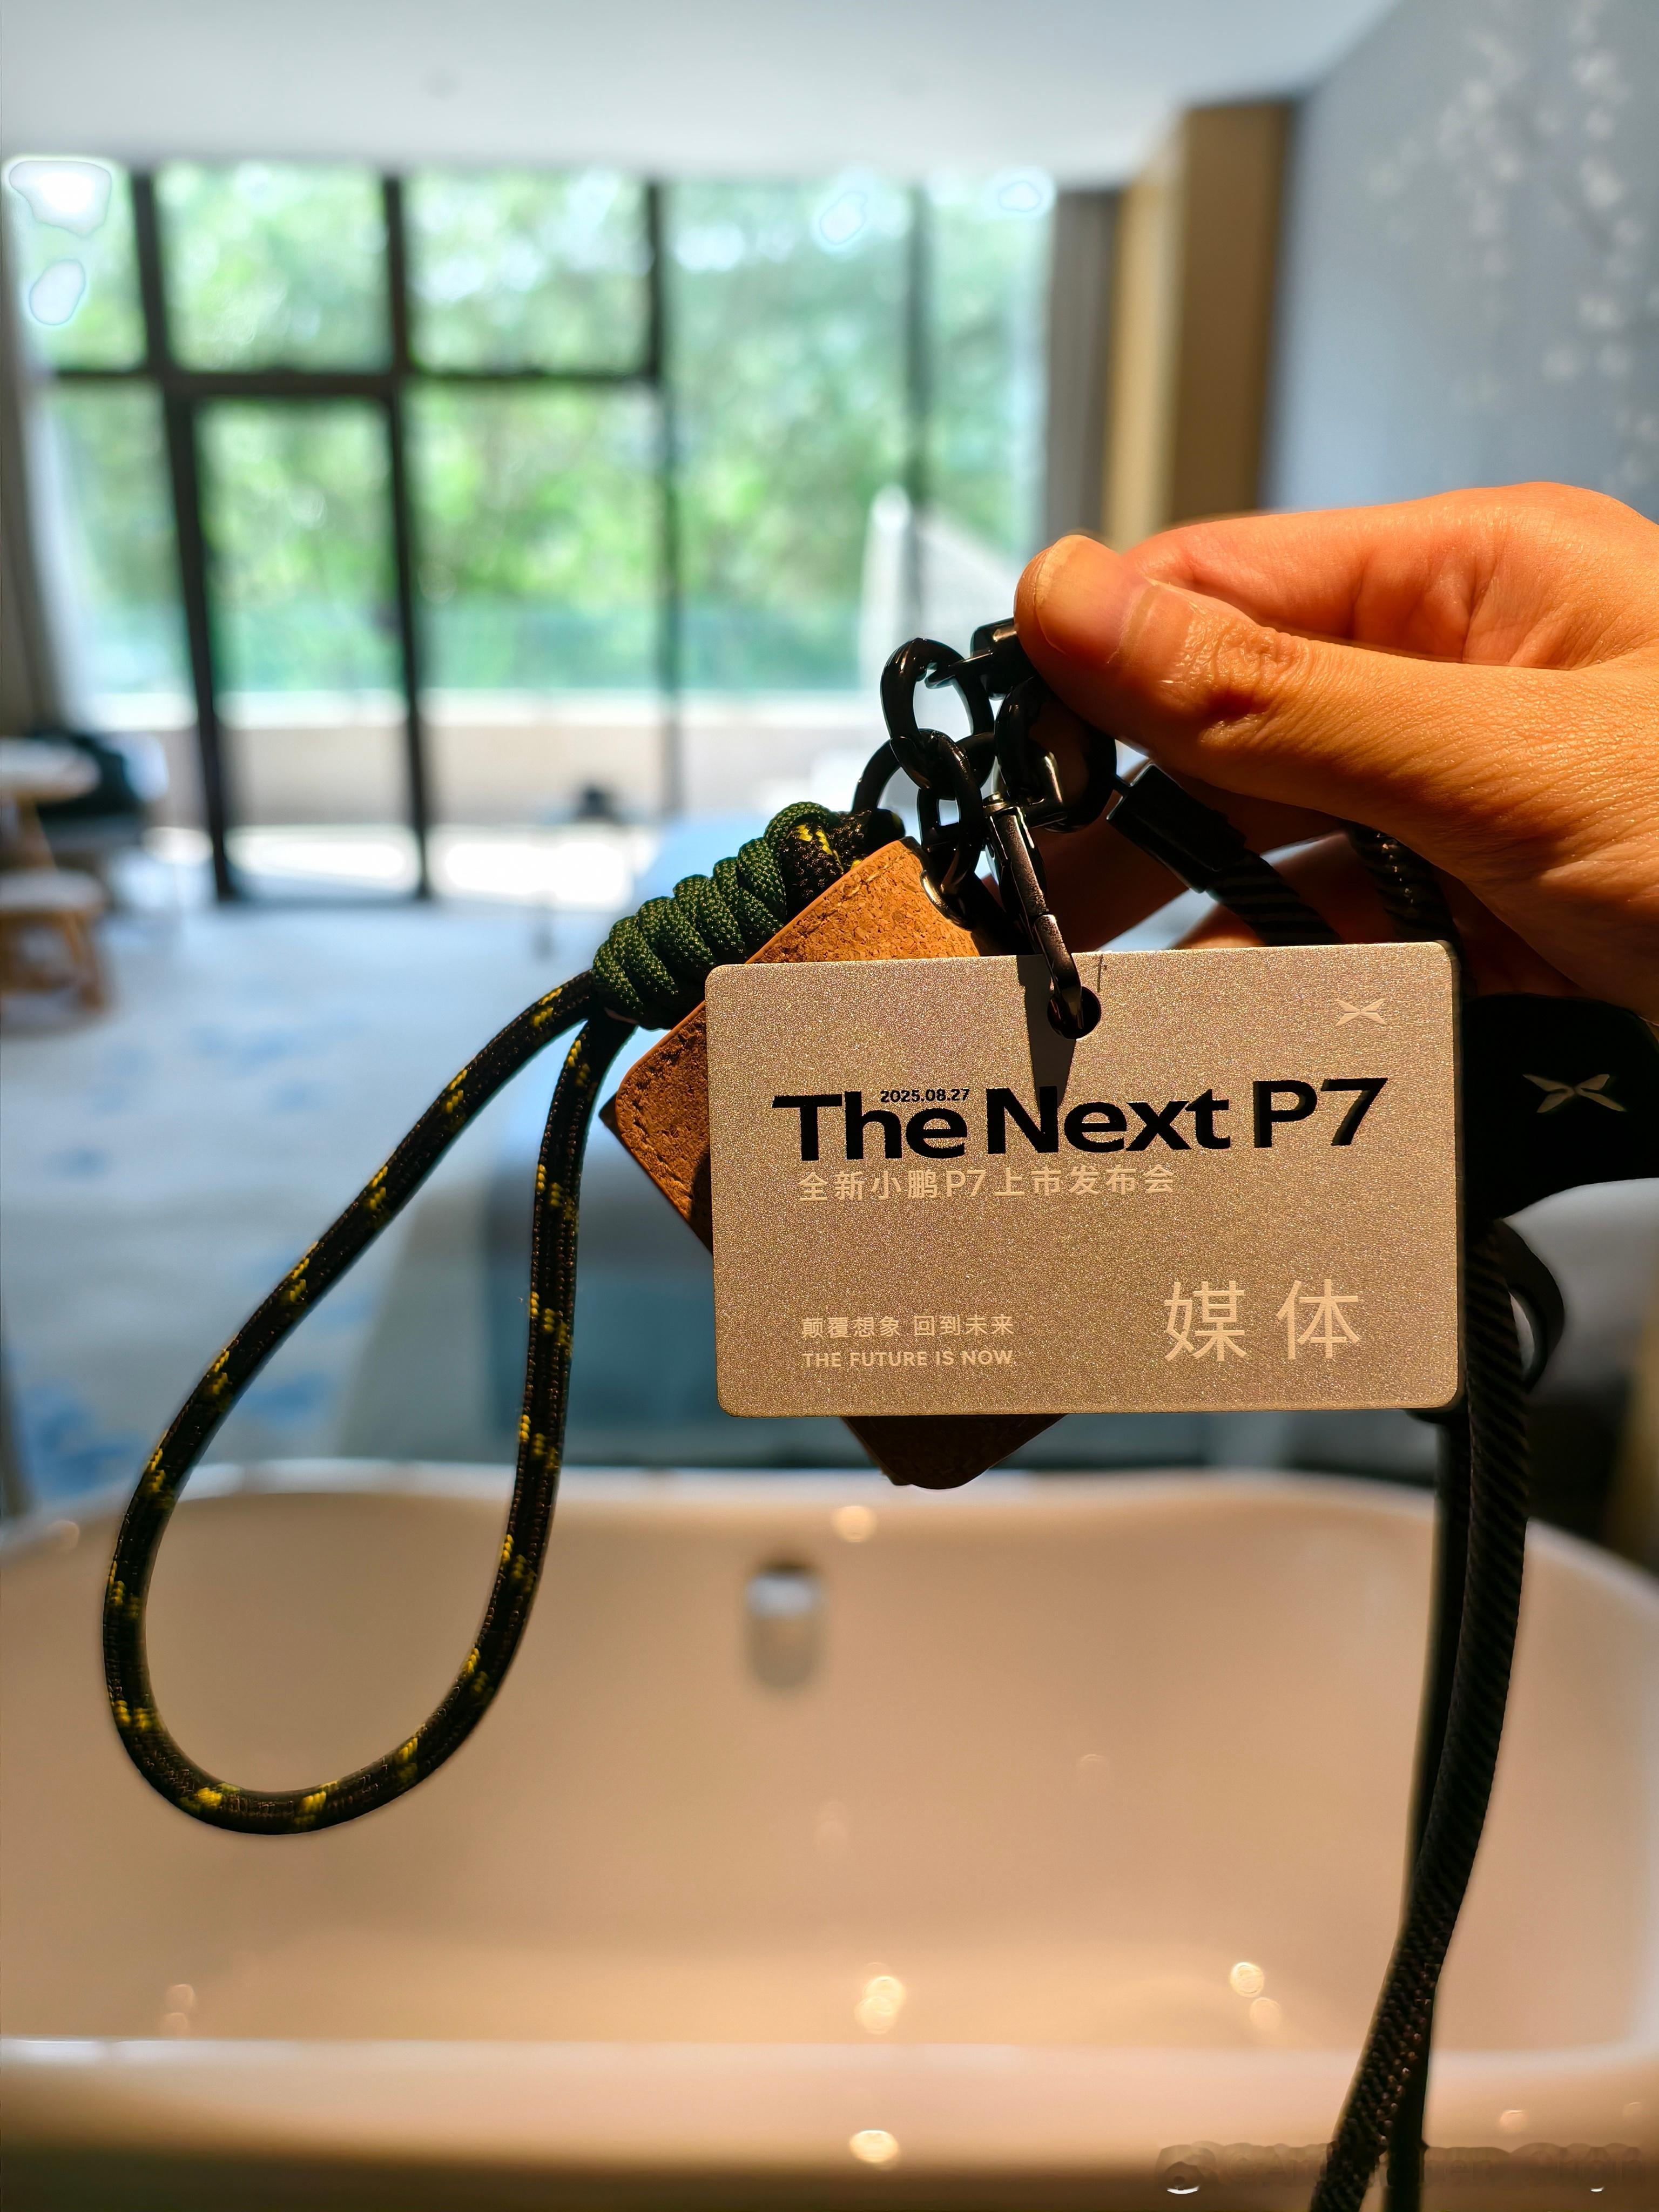 2025.08.27
The Next P7
全新小鹏P7上市发布会
颠覆想象 回到未来
THE FUTURE IS NOW
媒体